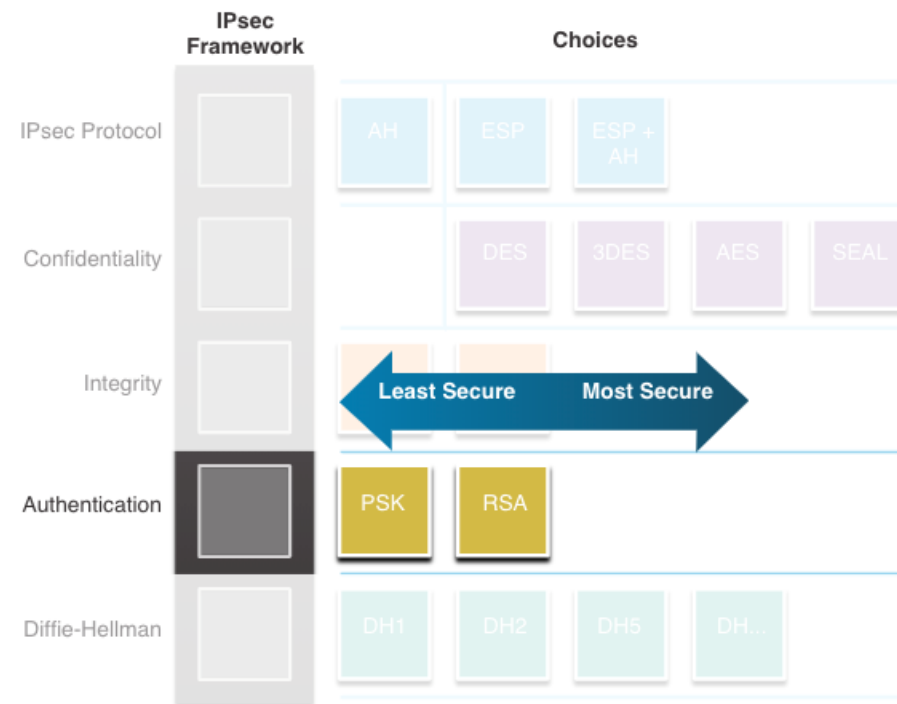 IPsec
Framework
Choices
IPsec Protocol
AH
ESP
ESP +
AH
Confidentiality
DES
3DES
AES
SEAL
Integrity
Least Secure
Most Secure
Authentication
PSK
RSA
Diffie-Hellman
DH1
DH2
DH5
DH...